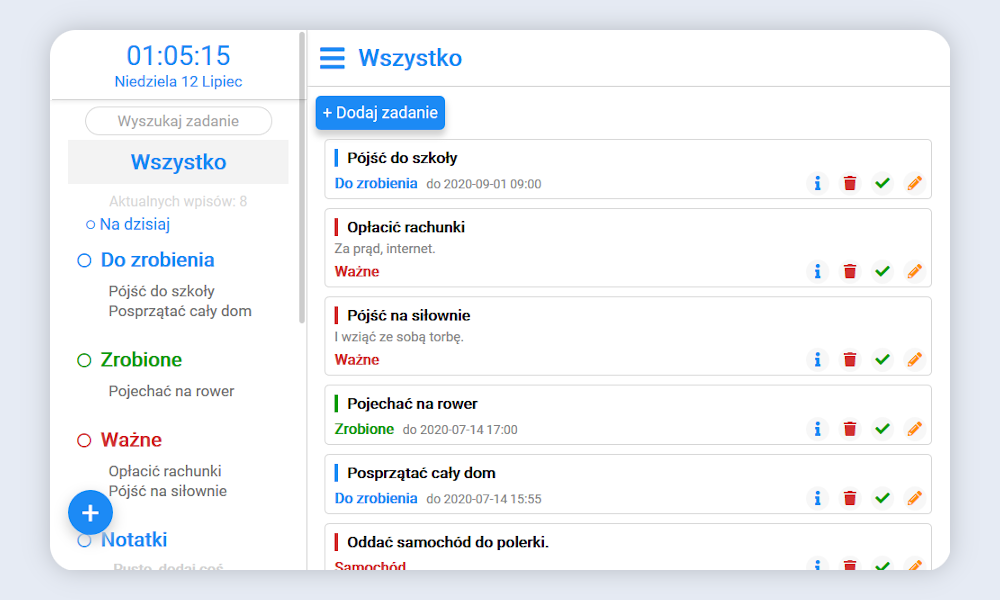 01:05:15
Niedziela 12 Lipiec
Wyszukaj zadanie
Wszystko
Aktualnych wpisów: 8
Na dzisiaj
Do zrobienia
Pójść do szkoły
Posprzątać cały dom
Zrobione
Pojechać na rower
Ważne
Opłacić rachunki
Pójść na siłownie
+
Notatki
Pusto, dodaj coś
Wszystko
+ Dodaj zadanie
Pójść do szkoły
Do zrobienia do 2020-09-01 09:00
Opłacić rachunki
Za prąd, internet.
Ważne
Pójść na siłownie
I wziąć ze sobą torbę.
Ważne
Pojechać na rower
Zrobione do 2020-07-14 17:00
Posprzątać cały dom
Do zrobienia do 2020-07-14 15:55
Oddać samochód do polerki.
Samochód